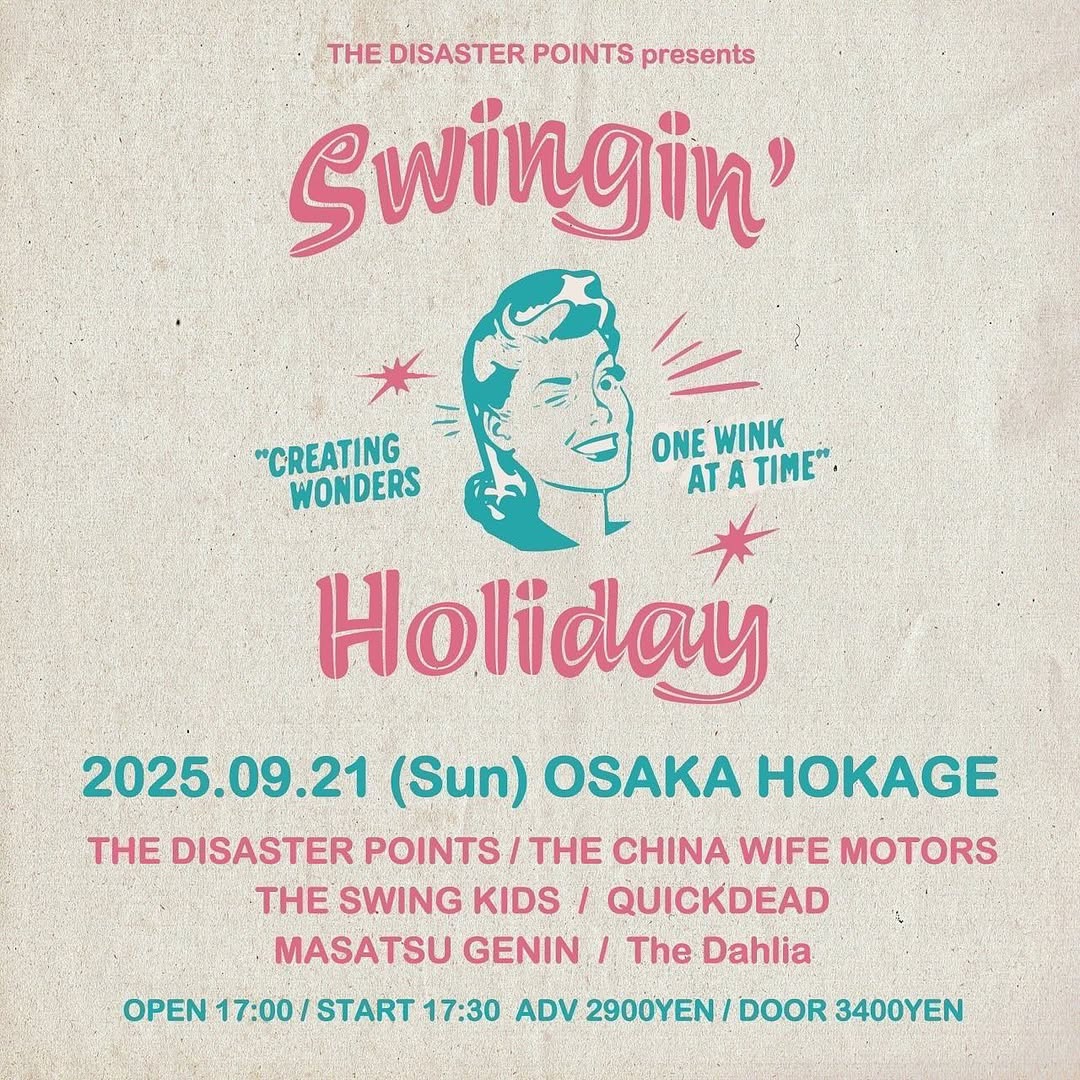 THE DISASTER POINTS presents
Swingin'
"CREATING
WONDERS
ONE WINK
AT A TIME"
Holiday
2025.09.21 (Sun) OSAKA HOKAGE
THE DISASTER POINTS / THE CHINA WIFE MOTORS
THE SWING KIDS / QUICKDEAD
MASATSU GENIN / The Dahlia
OPEN 17:00 / START 17:30 ADV 2900YEN / DOOR 3400YEN